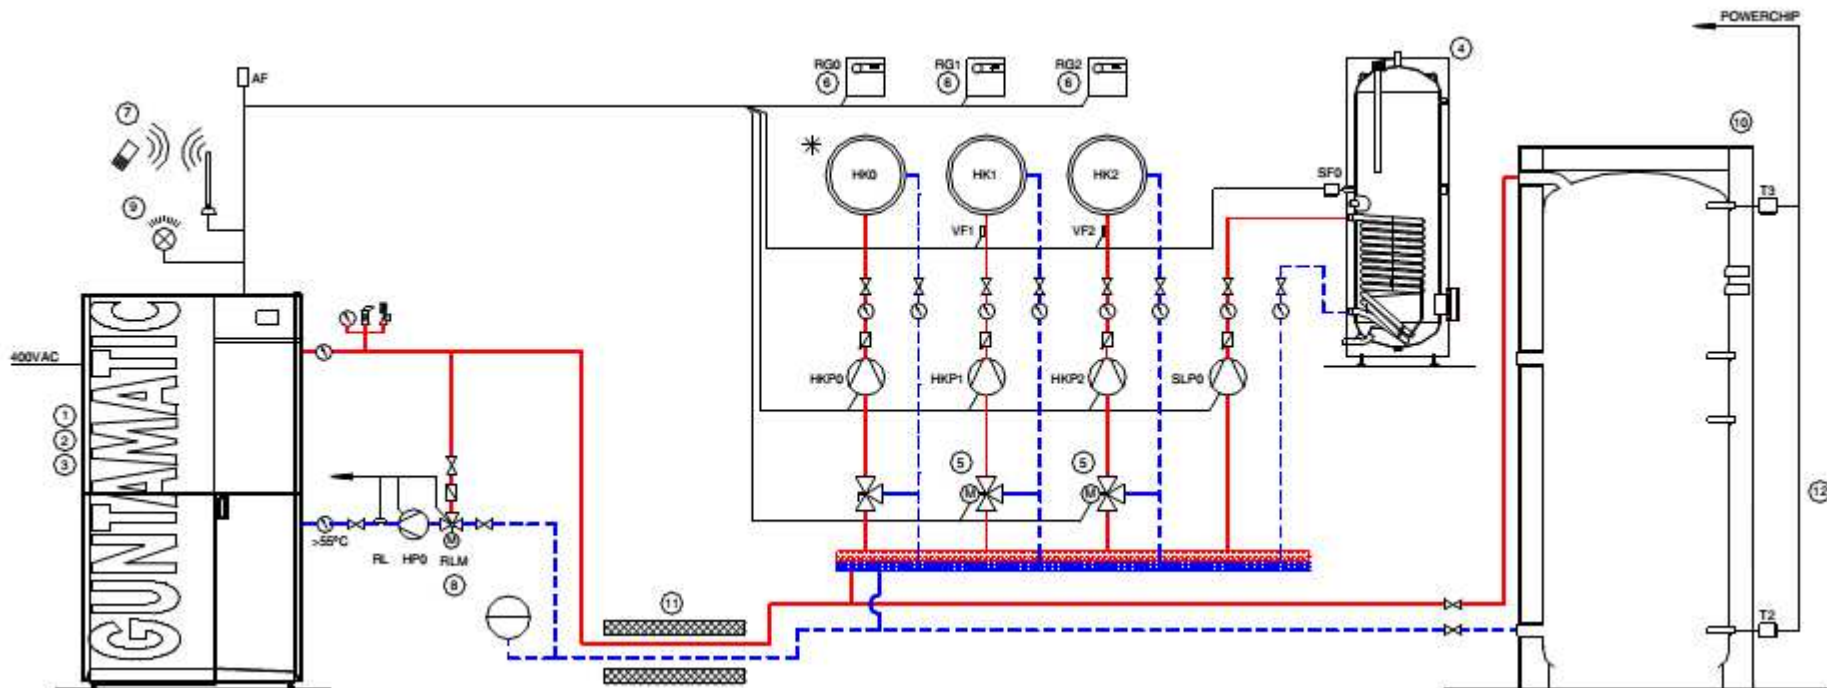 POWERCHIP
4
RG0
6
RG1
6
RG2
6
AF
7
10
9
HK0
HK1
HK2
SF0
T3
VF1
VF2
GUNTAMATIC
400VAC
HKP0
HKP1
HKP2
SLP0
1
2
3
5
5
M
M
12
>55°C
RL
HP0
RLM
M
8
11
T2